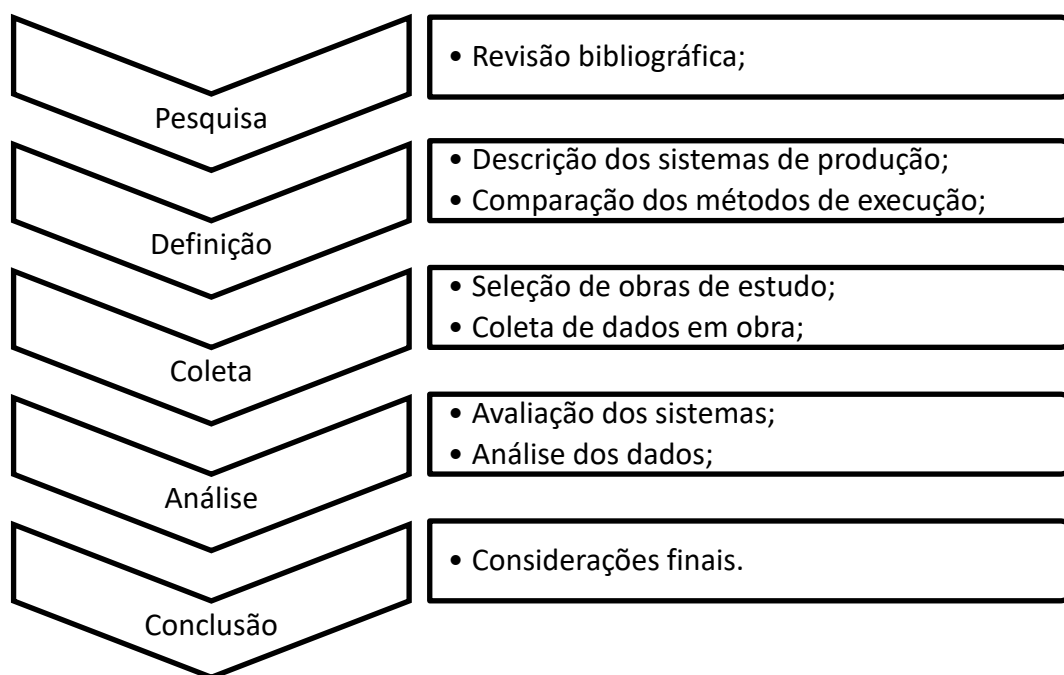 Pesquisa
• Revisão bibliográfica;
Definição
• Descrição dos sistemas de produção;
• Comparação dos métodos de execução;
Coleta
• Seleção de obras de estudo;
• Coleta de dados em obra;
Análise
• Avaliação dos sistemas;
• Análise dos dados;
Conclusão
• Considerações finais.